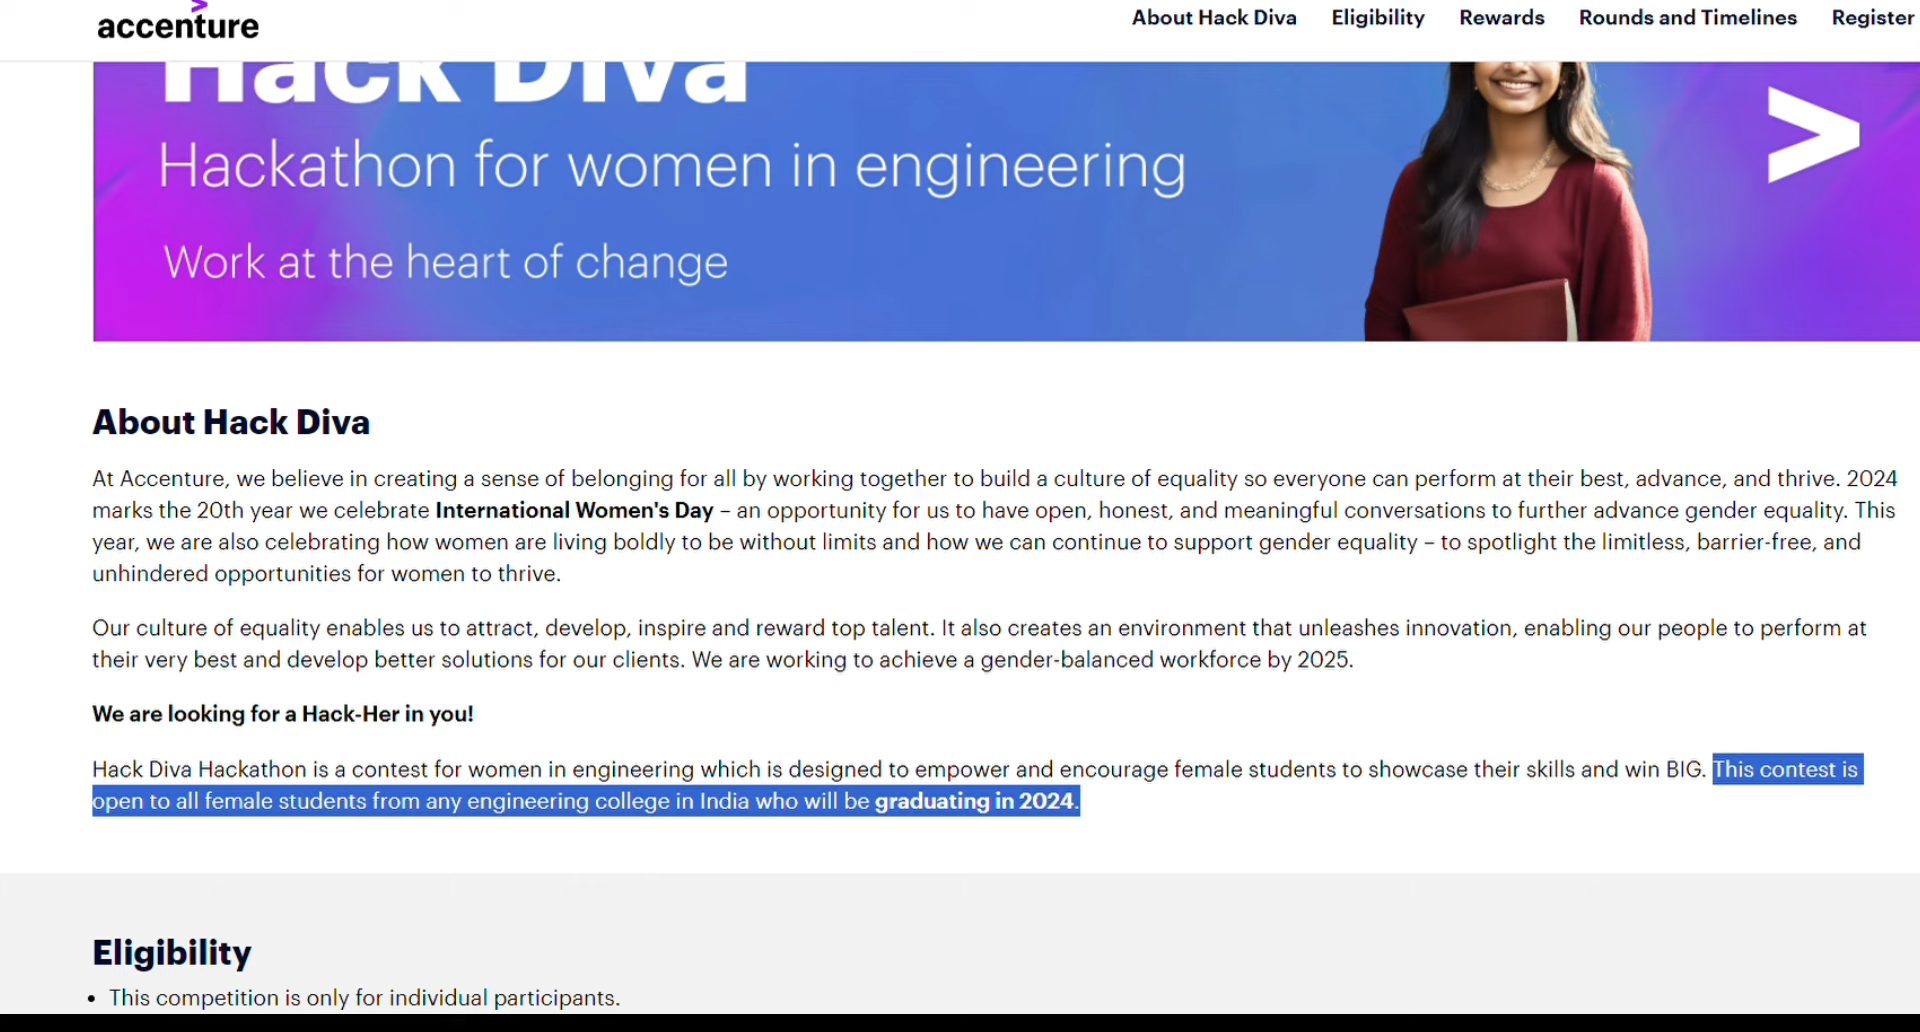 accenture
About Hack Diva
Eligibility
Rewards
Rounds and Timelines
Register
Hack Diva
Hackathon for women in engineering
Work at the heart of change
About Hack Diva
At Accenture, we believe in creating a sense of belonging for all by working together to build a culture of equality so everyone can perform at their best, advance, and thrive. 2024
marks the 20th year we celebrate International Women's Day – an opportunity for us to have open, honest, and meaningful conversations to further advance gender equality. This
year, we are also celebrating how women are living boldly to be without limits and how we can continue to support gender equality – to spotlight the limitless, barrier-free, and
unhindered opportunities for women to thrive.
Our culture of equality enables us to attract, develop, inspire and reward top talent. It also creates an environment that unleashes innovation, enabling our people to perform at
their very best and develop better solutions for our clients. We are working to achieve a gender-balanced workforce by 2025.
We are looking for a Hack-Her in you!
Hack Diva Hackathon is a contest for women in engineering which is designed to empower and encourage female students to showcase their skills and win BIG. This contest is
open to all female students from any engineering college in India who will be graduating in 2024.
Eligibility
• This competition is only for individual participants.